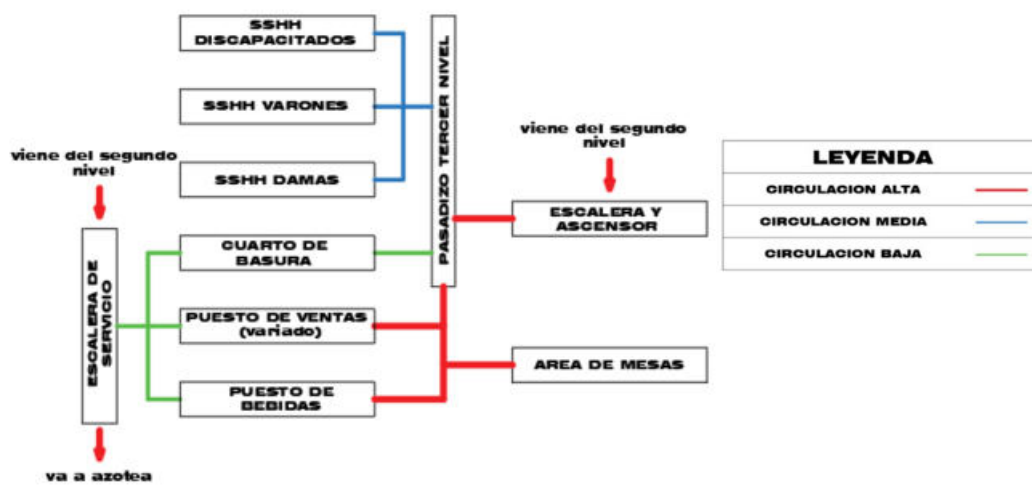 SSHH
DISCAPACITADOS
SSHH VARONES
SSHH DAMAS
PASADIZO TERCER NIVEL
viene del segundo
nivel
viene del segundo
nivel
ESCALERA Y
ASCENSOR
LEYENDA
CIRCULACION ALTA
CIRCULACION MEDIA
CIRCULACION BAJA
ESCALERA DE
SERVICIO
CUARTO DE
BASURA
PUESTO DE VENTAS
(variado)
PUESTO DE
BEBIDAS
AREA DE MESAS
va a azotea